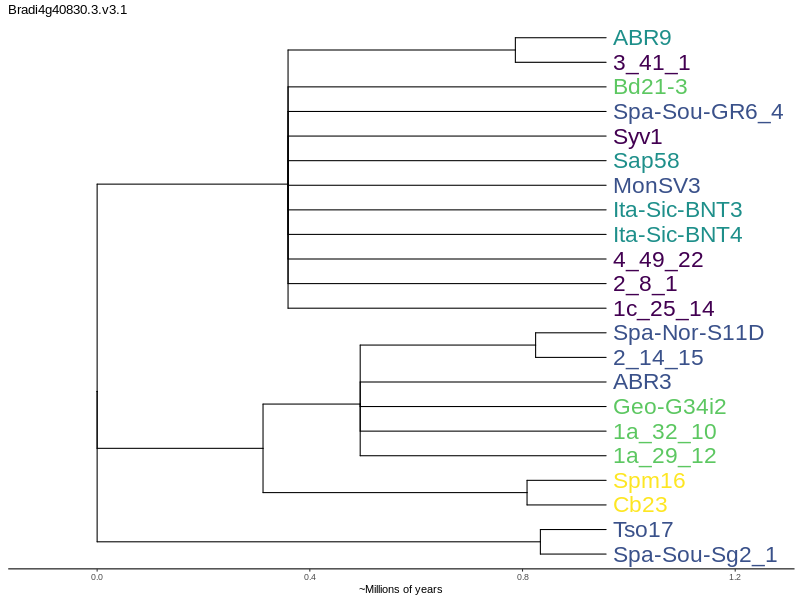 Bradi4g40830.3.v3.1
ABR9
3_41_1
Bd21-3
Spa-Sou-GR6_4
Syv1
Sap58
MonSV3
Ita-Sic-BNT3
Ita-Sic-BNT4
4_49_22
2_8_1
1c_25_14
Spa-Nor-S11D
2_14_15
ABR3
Geo-G34i2
1a_32_10
1a_29_12
Spm16
Cb23
Tso17
Spa-Sou-Sg2_1
0.0 0.4 0.8 1.2
~Millions of years